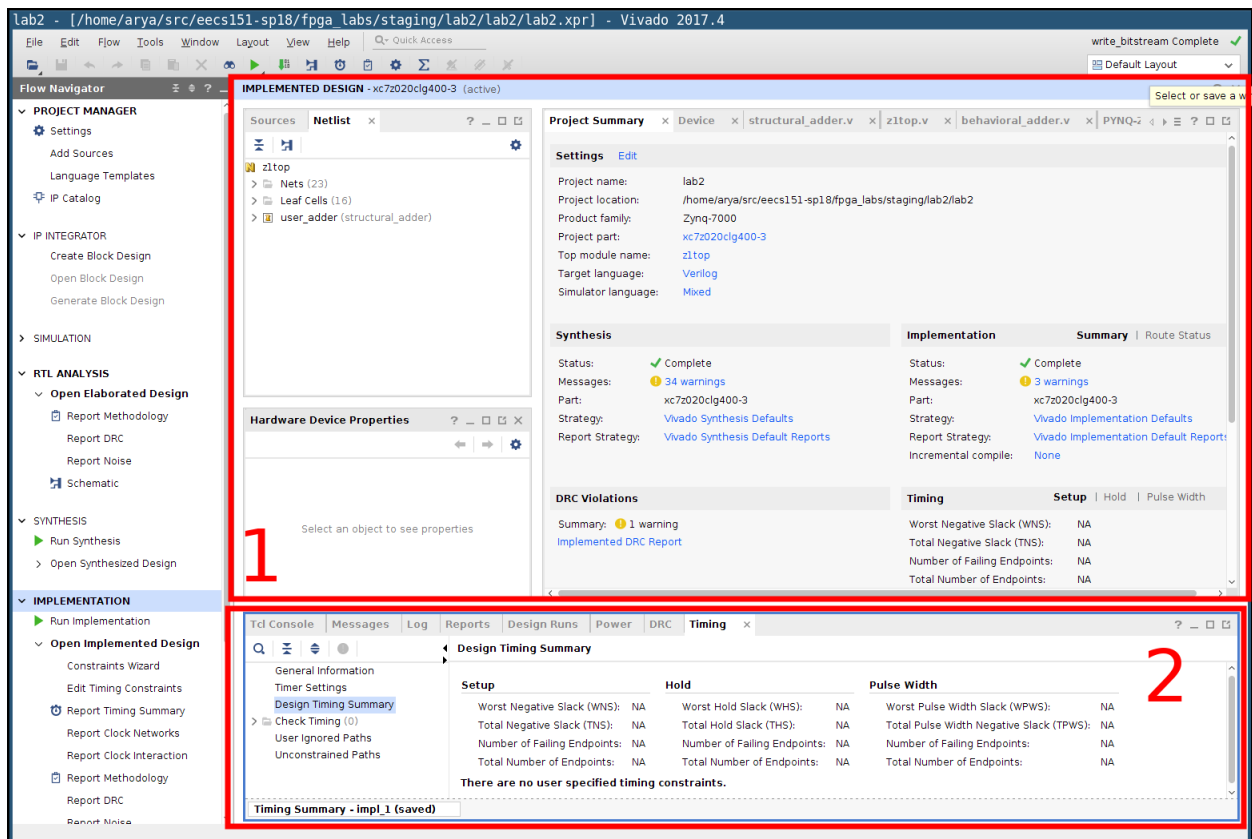 lab2 - [/home/arya/src/eecs151-sp18/fpga_labs/staging/lab2/lab2/lab2.xpr] - Vivado 2017.4
File Edit Flow Tools Window Layout View Help Quick Access
write_bitstream Complete
Default Layout
Flow Navigator
PROJECT MANAGER
Settings
Add Sources
Language Templates
IP Catalog
IP INTEGRATOR
Create Block Design
Open Block Design
Generate Block Design
SIMULATION
RTL ANALYSIS
Open Elaborated Design
Report Methodology
Report DRC
Report Noise
Schematic
SYNTHESIS
Run Synthesis
Open Synthesized Design
IMPLEMENTATION
Run Implementation
Open Implemented Design
Constraints Wizard
Edit Timing Constraints
Report Timing Summary
Report Clock Networks
Report Clock Interaction
Report Methodology
Report DRC
Report Noise
IMPLEMENTED DESIGN - xc7z020clg400-3 (active)
Select or save a w
Sources Netlist
z1top
Nets (23)
Leaf Cells (16)
user_adder (structural_adder)
Hardware Device Properties
Select an object to see properties
1
Project Summary Device structural_adder.v z1top.v behavioral_adder.v PYNQ-
Settings Edit
Project name: lab2
Project location: /home/arya/src/eecs151-sp18/fpga_labs/staging/lab2/lab2
Product family: Zynq-7000
Project part: xc7z020clg400-3
Top module name: z1top
Target language: Verilog
Simulator language: Mixed
Synthesis
Status: Complete
Messages: 34 warnings
Part: xc7z020clg400-3
Strategy: Vivado Synthesis Defaults
Report Strategy: Vivado Synthesis Default Reports
Implementation Summary | Route Status
Status: Complete
Messages: 3 warnings
Part: xc7z020clg400-3
Strategy: Vivado Implementation Defaults
Report Strategy: Vivado Implementation Default Reports
Incremental compile: None
DRC Violations
Summary: 1 warning
Implemented DRC Report
Timing Setup | Hold | Pulse Width
Worst Negative Slack (WNS): NA
Total Negative Slack (TNS): NA
Number of Failing Endpoints: NA
Total Number of Endpoints: NA
Tcl Console Messages Log Reports Design Runs Power DRC Timing
General Information
Timer Settings
Design Timing Summary
Check Timing (0)
User Ignored Paths
Unconstrained Paths
Design Timing Summary
2
Setup Hold Pulse Width
Worst Negative Slack (WNS): NA Worst Hold Slack (WHS): NA Worst Pulse Width Slack (WPWS): NA
Total Negative Slack (TNS): NA Total Hold Slack (THS): NA Total Pulse Width Negative Slack (TPWS): NA
Number of Failing Endpoints: NA Number of Failing Endpoints: NA Number of Failing Endpoints: NA
Total Number of Endpoints: NA Total Number of Endpoints: NA Total Number of Endpoints: NA
There are no user specified timing constraints.
Timing Summary - impl_1 (saved)